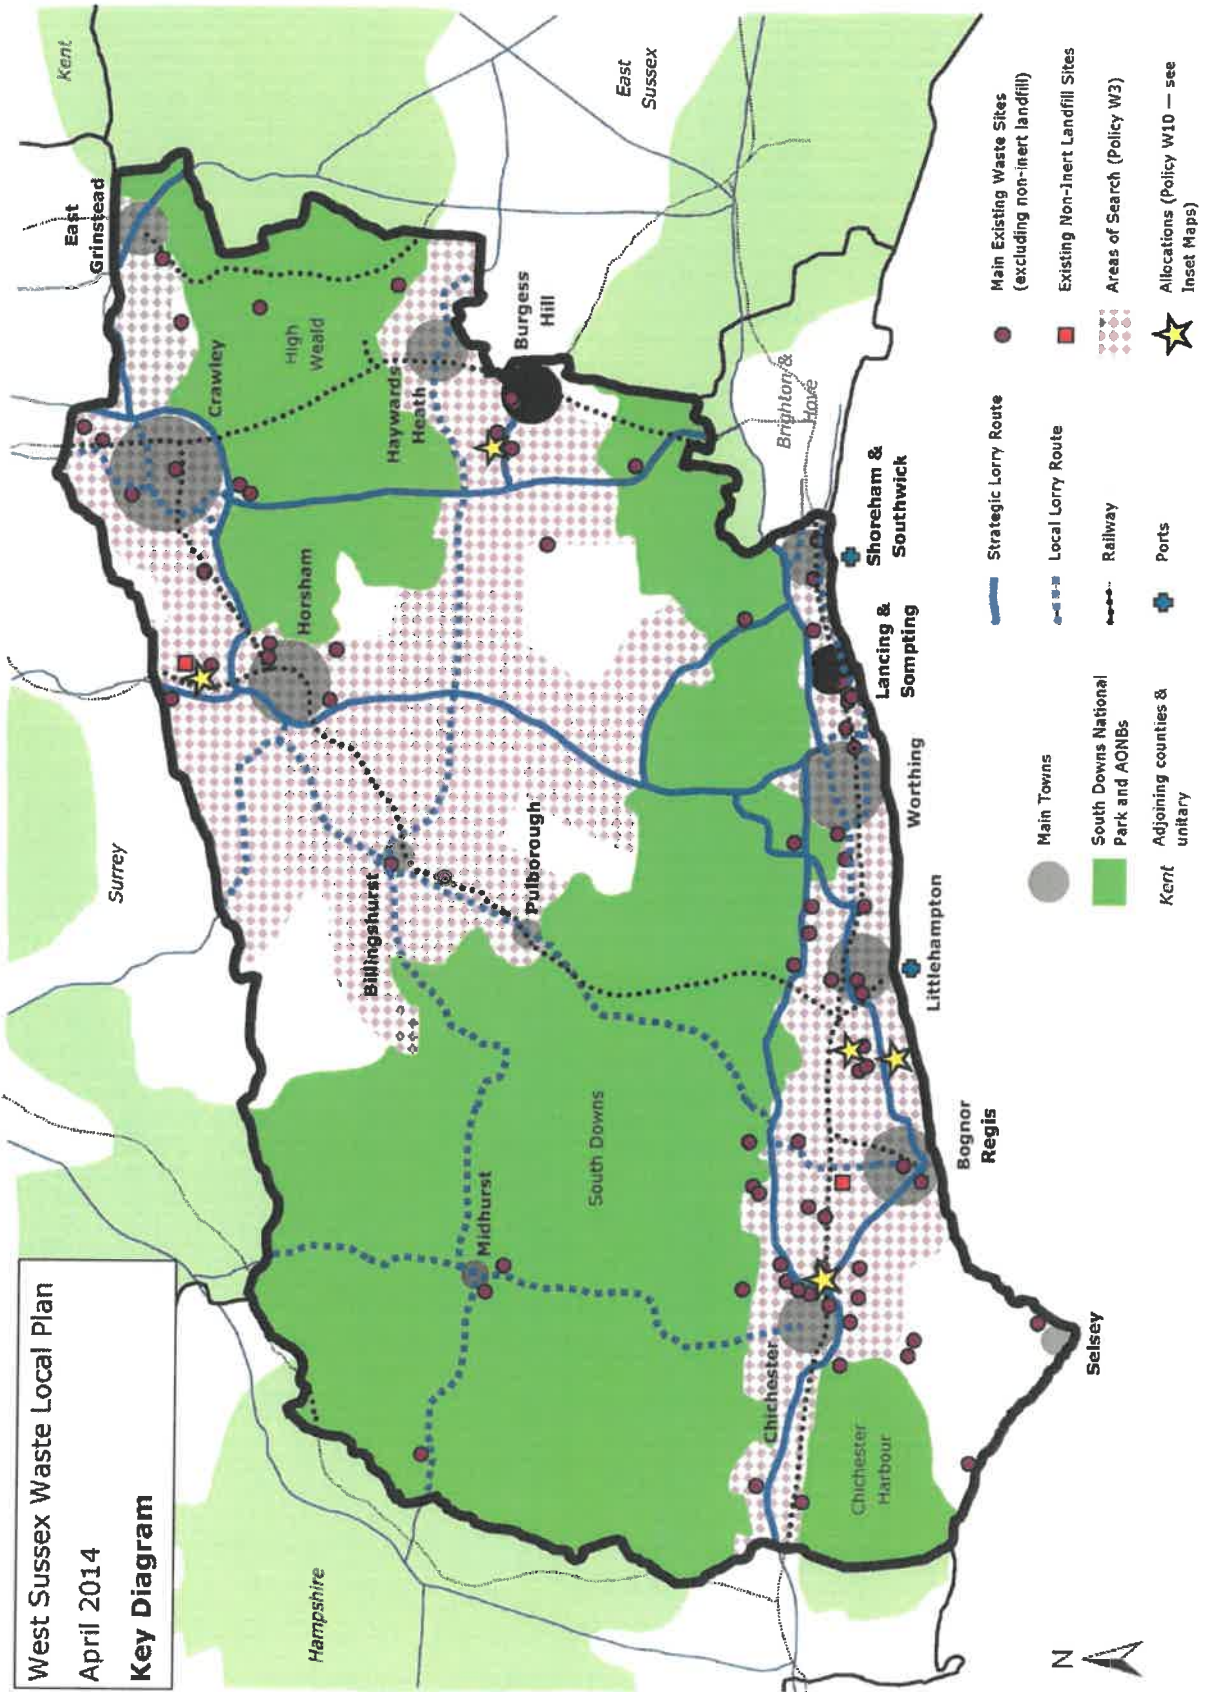 West Sussex Waste Local Plan
April 2014
Key Diagram
Hampshire
Surrey
Kent
East
Sussex
Brighton &
Hove
East
Grinstead
Crawley
High
Weald
Haywards
Heath
Burgess
Hill
Horsham
Billingshurst
Pulborough
Midhurst
South Downs
Shoreham &
Southwick
Lancing &
Sompting
Worthing
Littlehampton
Bognor
Regis
Chichester
Chichester
Harbour
Selsey
N
Main Towns
South Downs National
Park and AONBs
Kent
Adjoining counties &
unitary
Strategic Lorry Route
Local Lorry Route
Railway
Ports
Main Existing Waste Sites
(excluding non-inert landfill)
Existing Non-Inert Landfill Sites
Areas of Search (Policy W3)
Allocations (Policy W10 — see
Inset Maps)